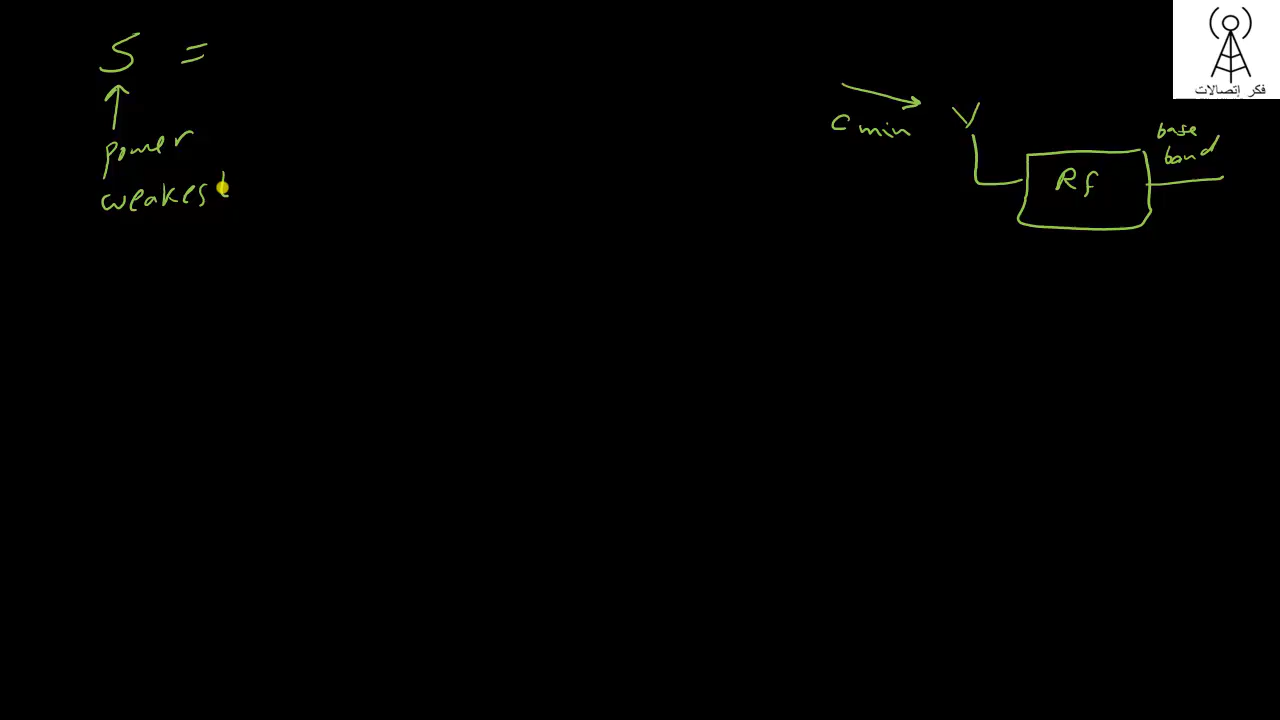 S =
power
weakest
C min
Rf
base
band
فكر إتصالات